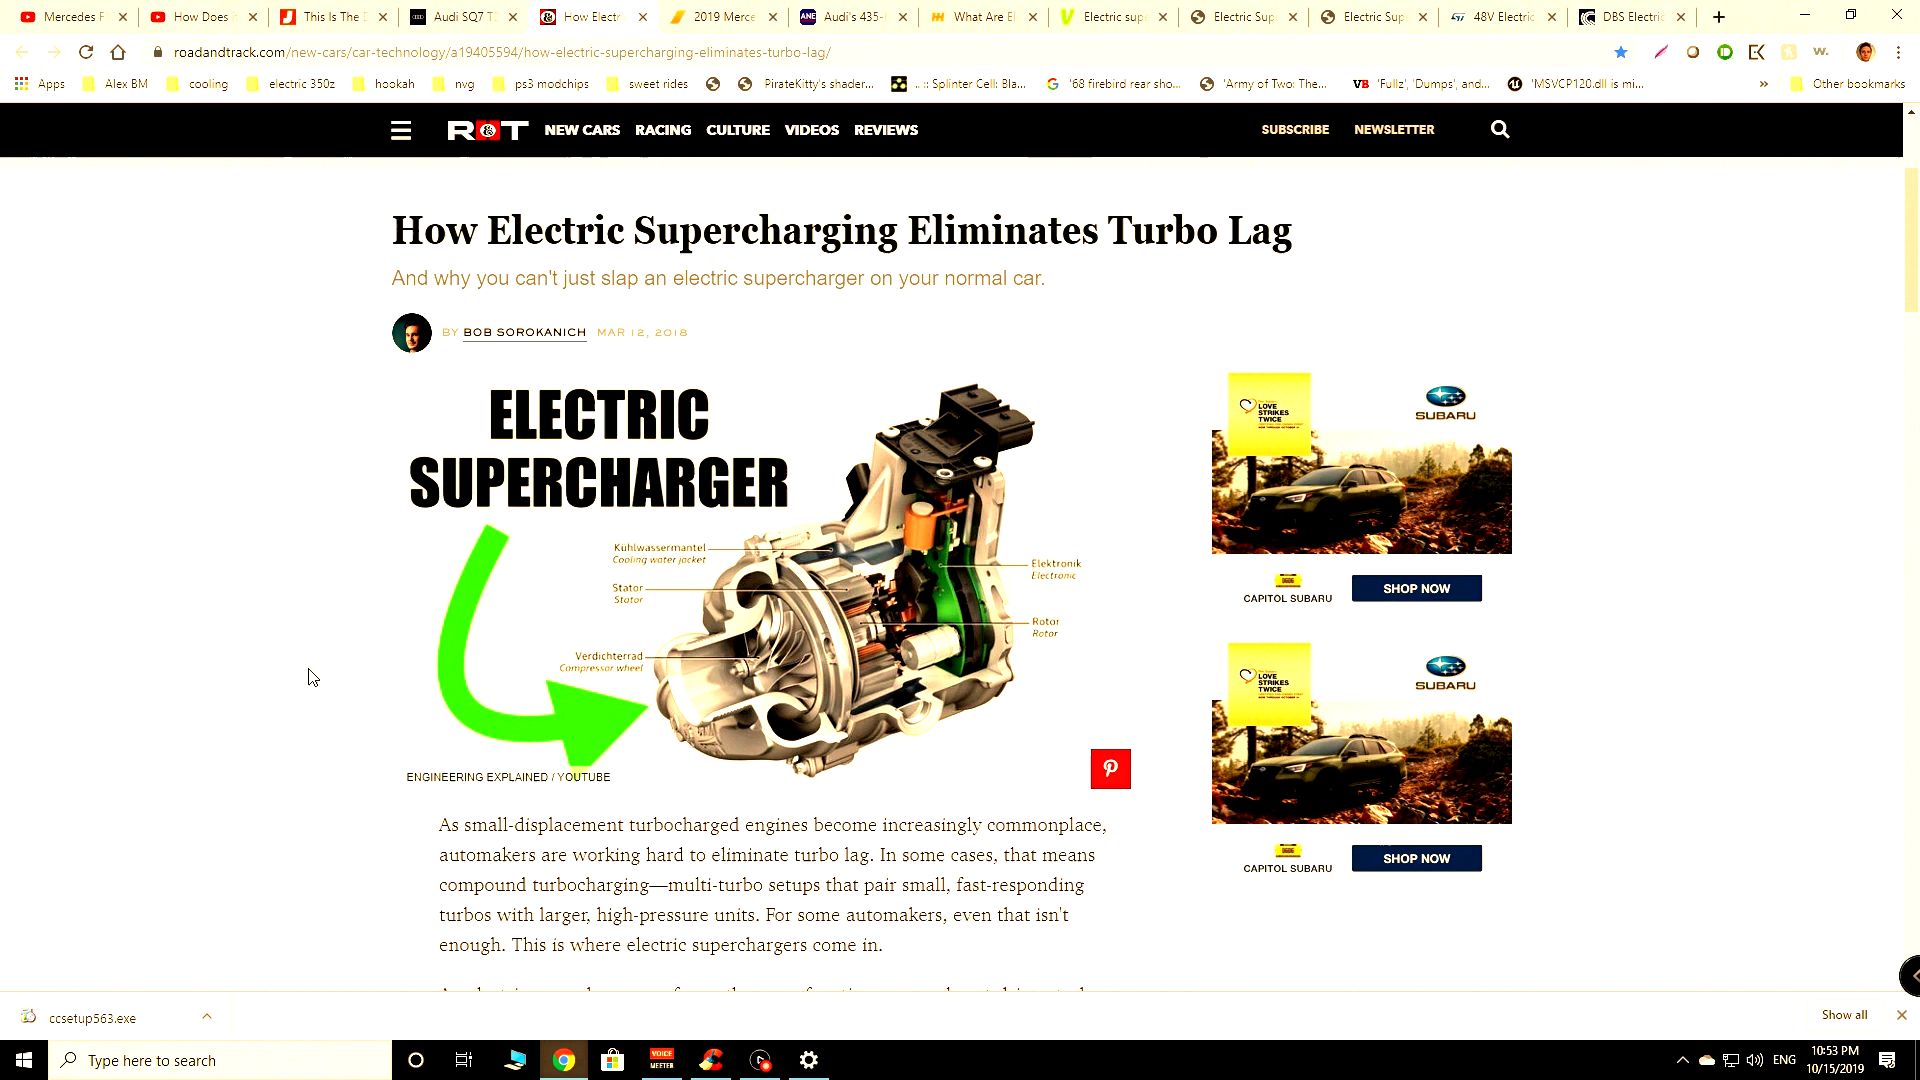 Mercedes F
How Does
This Is The
Audi SQ7 T
How Electr
2019 Merce
Audi's 435-
What Are El
Electric sup
Electric Sup
Electric Sup
48V Electric
DBS Electric
roadandtrack.com/new-cars/car-technology/a19405594/how-electric-supercharging-eliminates-turbo-lag/
Apps
Alex BM
cooling
electric 350z
hookah
nvg
ps3 modchips
sweet rides
PirateKitty's shader...
.. :: Splinter Cell: Bla...
'68 firebird rear sho...
'Army of Two: The...
VB
'Fullz', 'Dumps', and...
'MSVCP120.dll is mi...
Other bookmarks
R&T
NEW CARS
RACING
CULTURE
VIDEOS
REVIEWS
SUBSCRIBE
NEWSLETTER
How Electric Supercharging Eliminates Turbo Lag
And why you can't just slap an electric supercharger on your normal car.
BY BOB SOROKANICH MAR 12, 2018
ELECTRIC
SUPERCHARGER
Kühlwassermantel
Cooling water jacket
Stator
Stator
Verdichterrad
Compressor wheel
Elektronik
Electronic
Rotor
Rotor
ENGINEERING EXPLAINED / YOUTUBE
LOVE
STRIKES
TWICE
SUBARU
CAPITOL SUBARU
SHOP NOW
LOVE
STRIKES
TWICE
SUBARU
CAPITOL SUBARU
SHOP NOW
As small-displacement turbocharged engines become increasingly commonplace,
automakers are working hard to eliminate turbo lag. In some cases, that means
compound turbocharging—multi-turbo setups that pair small, fast-responding
turbos with larger, high-pressure units. For some automakers, even that isn't
enough. This is where electric superchargers come in.
ccsetup563.exe
Show all
Type here to search
VOICE
MEETER
ENG
10:53 PM
10/15/2019